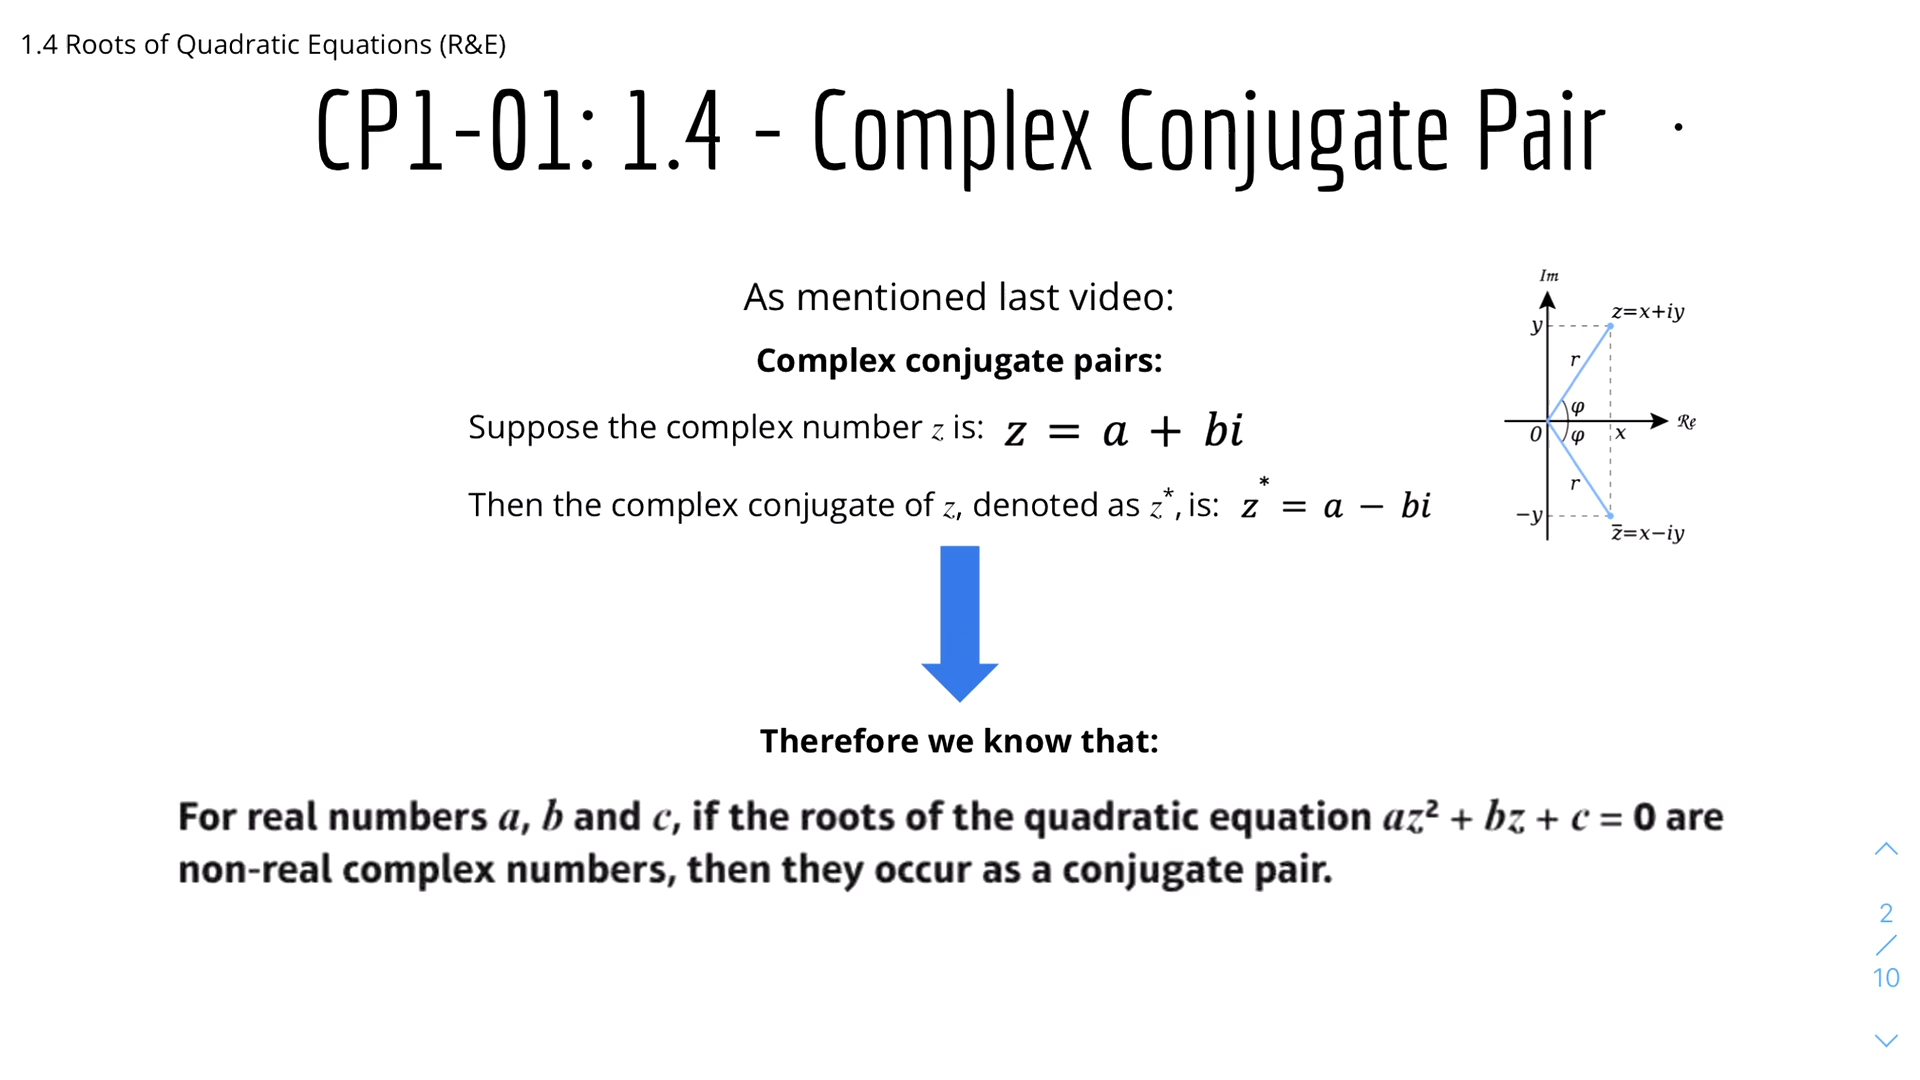 1.4 Roots of Quadratic Equations (R&E)
CP1-01: 1.4 - Complex Conjugate Pair
As mentioned last video:
Complex conjugate pairs:
Suppose the complex number z is: z = a + bi
Then the complex conjugate of z, denoted as z*, is: z* = a − bi
Im
y
z=x+iy
r
φ
Re
0
φ
x
r
−y
z̅=x−iy
Therefore we know that:
For real numbers a, b and c, if the roots of the quadratic equation az² + bz + c = 0 are
non-real complex numbers, then they occur as a conjugate pair.
2
/
10